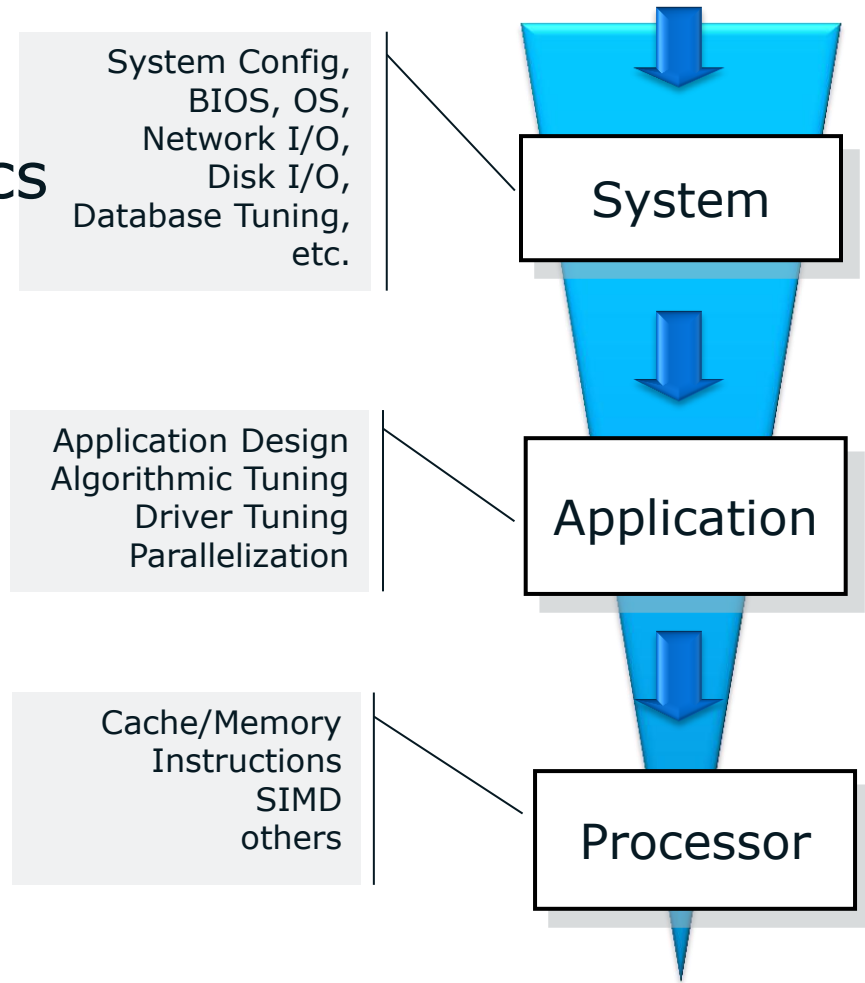 System Config,
BIOS, OS,
Network I/O,
Disk I/O,
Database Tuning,
etc.
cs
System
Application Design
Algorithmic Tuning
Driver Tuning
Parallelization
Application
Cache/Memory
Instructions
SIMD
others
Processor